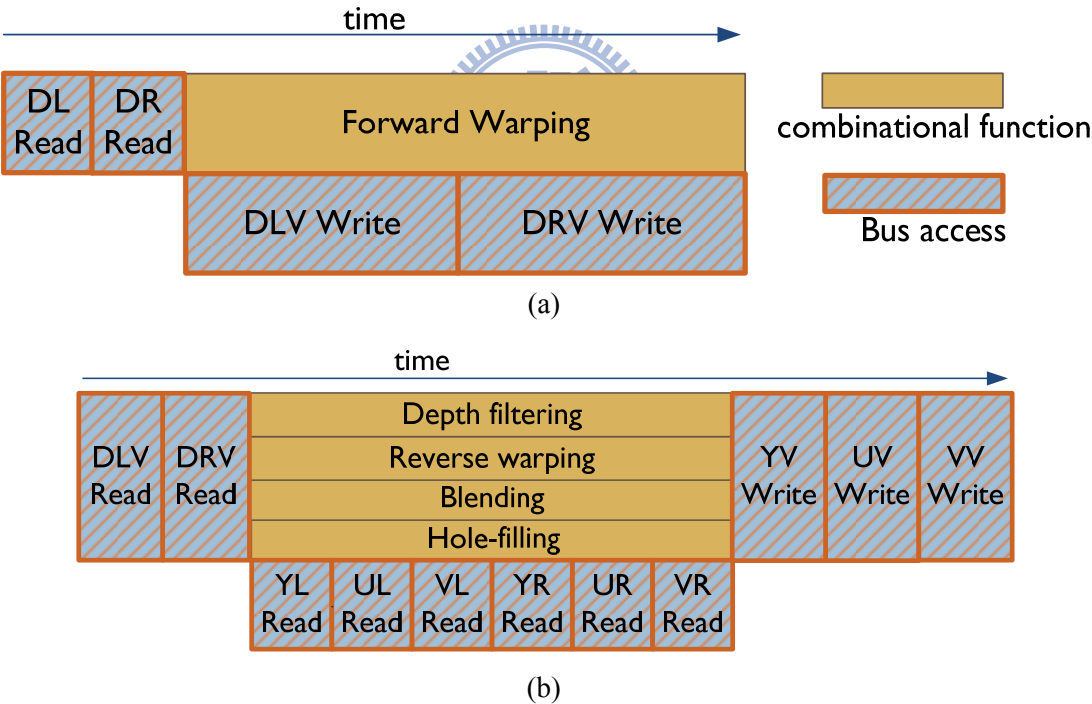 time
DL
Read
DR
Read
Forward Warping
DLV Write
DRV Write
combinational function
Bus access
(a)
time
DLV
Read
DRV
Read
Depth filtering
Reverse warping
Blending
Hole-filling
YV
Write
UV
Write
VV
Write
YL
Read
UL
Read
VL
Read
YR
Read
UR
Read
VR
Read
(b)